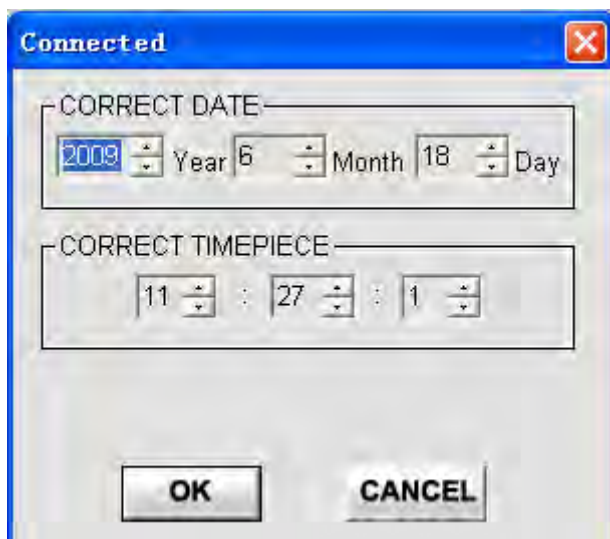 Connected
CORRECT DATE
2009 Year 6 Month 18 Day
CORRECT TIMEPIECE
11 : 27 : 1
OK CANCEL